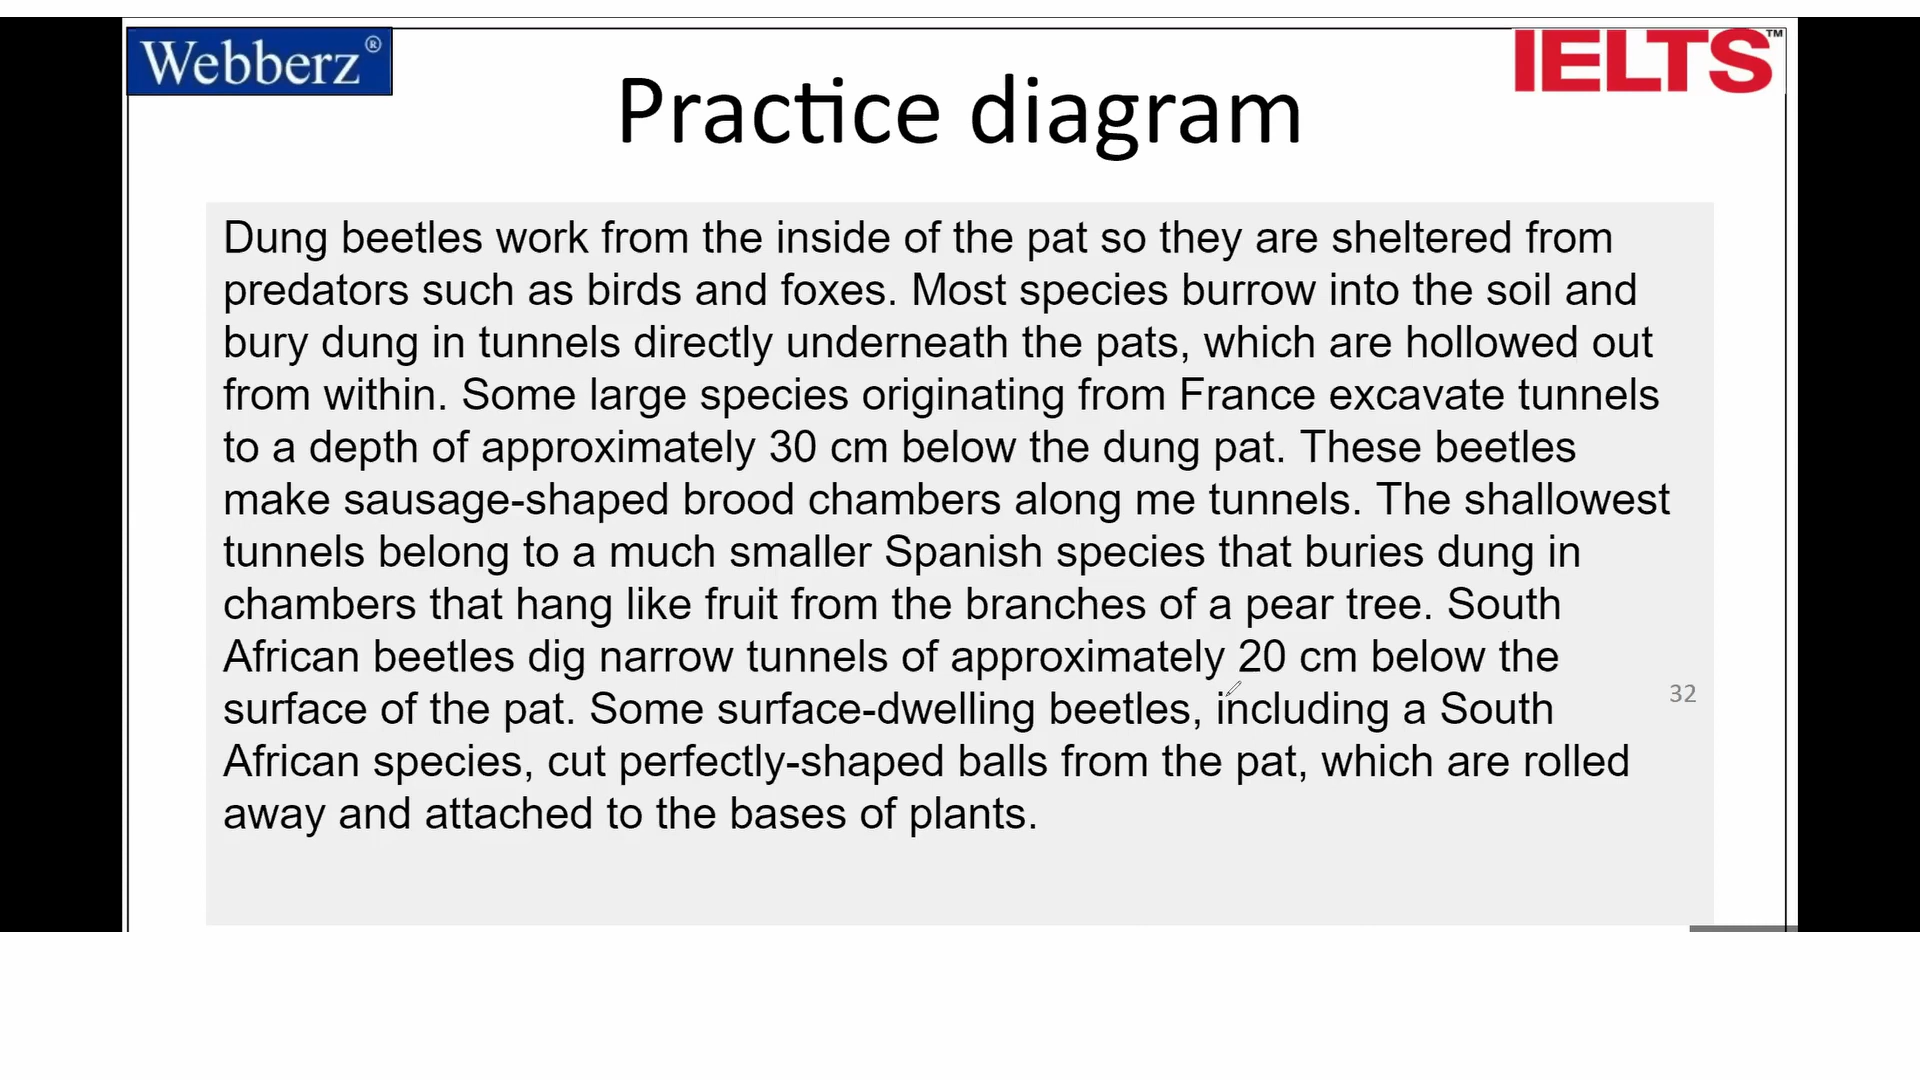 Webberz®
IELTS™
Practice diagram
Dung beetles work from the inside of the pat so they are sheltered from
predators such as birds and foxes. Most species burrow into the soil and
bury dung in tunnels directly underneath the pats, which are hollowed out
from within. Some large species originating from France excavate tunnels
to a depth of approximately 30 cm below the dung pat. These beetles
make sausage-shaped brood chambers along me tunnels. The shallowest
tunnels belong to a much smaller Spanish species that buries dung in
chambers that hang like fruit from the branches of a pear tree. South
African beetles dig narrow tunnels of approximately 20 cm below the
surface of the pat. Some surface-dwelling beetles, including a South
African species, cut perfectly-shaped balls from the pat, which are rolled
away and attached to the bases of plants.
32